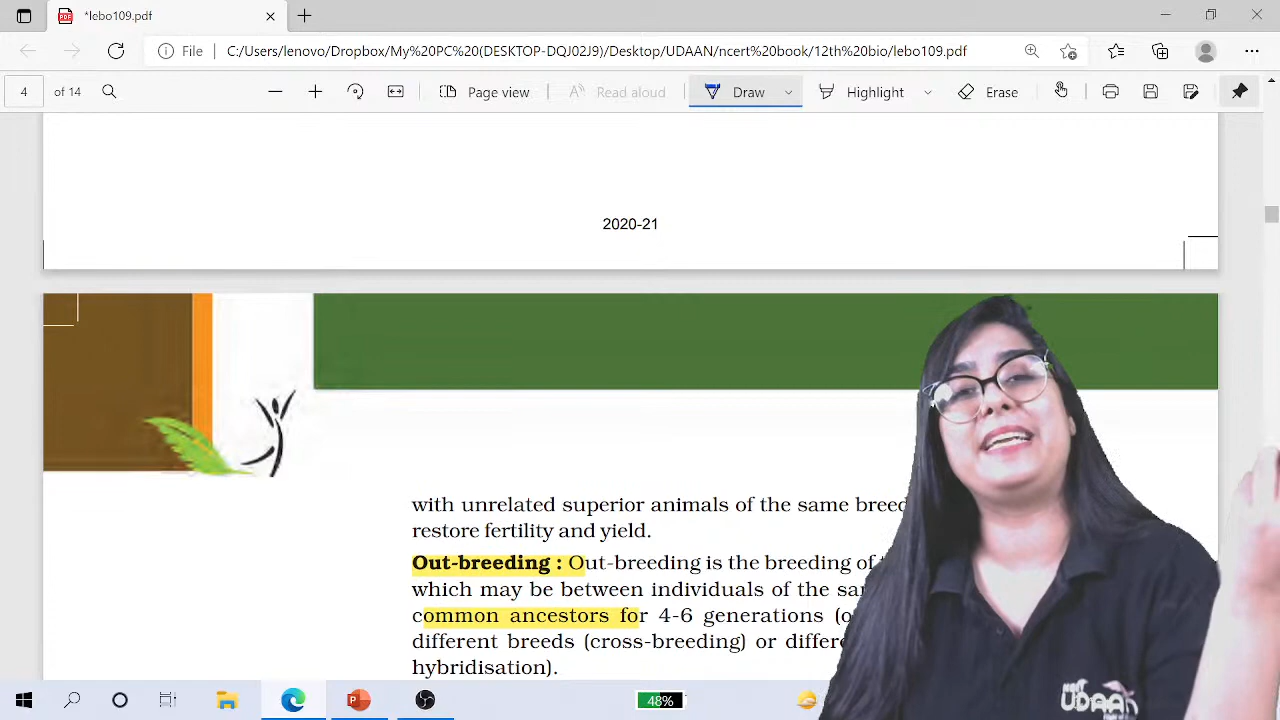 *lebo109.pdf
File C:/Users/lenovo/Dropbox/My%20PC%20(DESKTOP-DQJ02J9)/Desktop/UDAAN/ncert%20book/12th%20bio/lebo109.pdf
4 of 14 Page view Read aloud Draw Highlight Erase
2020-21
with unrelated superior animals of the same breed
restore fertility and yield.
Out-breeding : Out-breeding is the breeding of
which may be between individuals of the
common ancestors for 4-6 generations
different breeds (cross-breeding) or
hybridisation).
48%
UDAAN